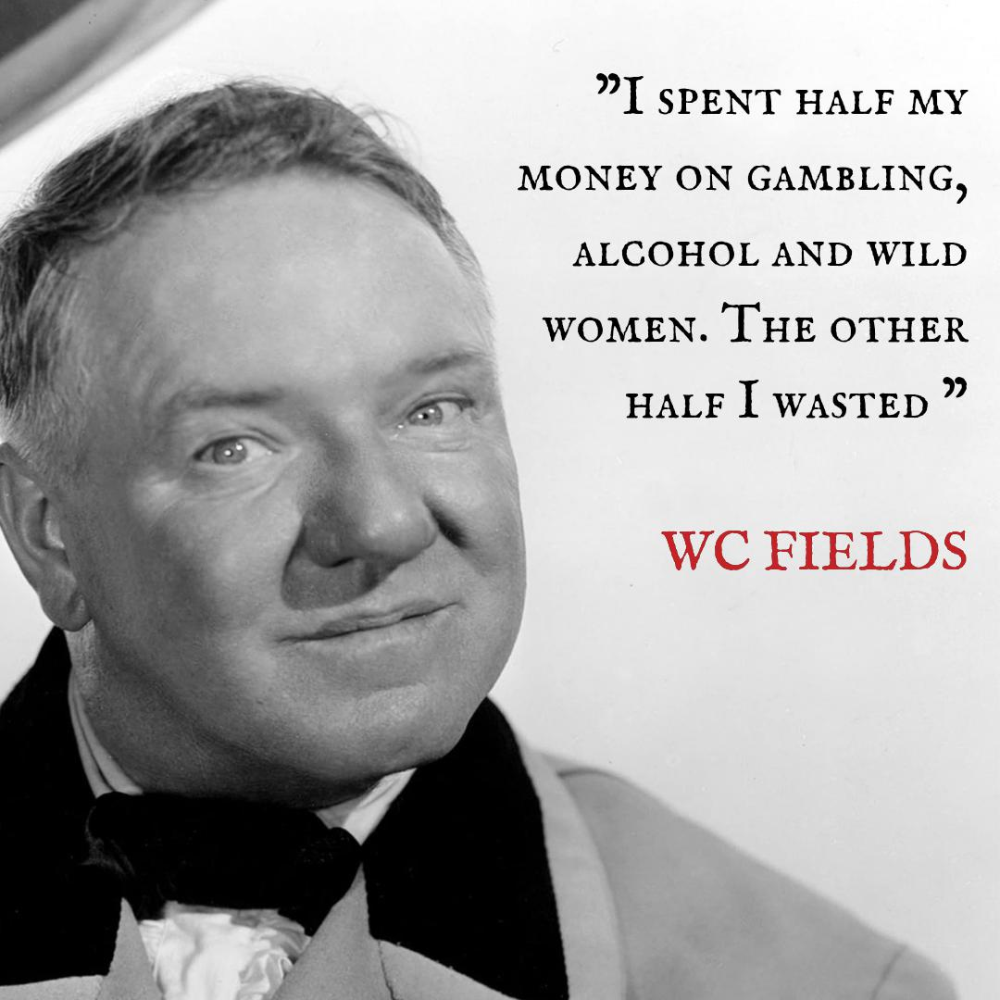 ”I spent half my
money on gambling,
alcohol and wild
women. The other
half I wasted ”
WC FIELDS